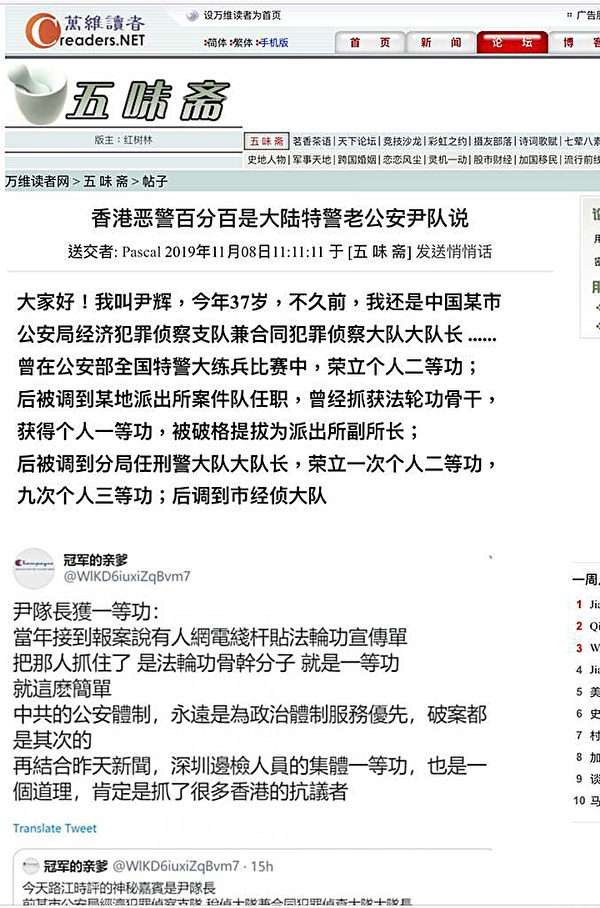 萬維讀者
Creaders.NET
设万维读者为首页
简体 繁体 手机版
首 页 新 闻 论 坛 博 客
五味斋
版主：红树林
五 味 斋 茗香茶语 天下论坛 竞技沙龙 彩虹之约 摄友部落 诗词歌赋 七荤八素
史地人物 军事天地 跨国婚姻 恋恋风尘 灵机一动 股市财经 加国移民 流行前线
万维读者网 > 五 味 斋 > 帖子
香港恶警百分百是大陆特警老公安尹队说
送交者: Pascal 2019年11月08日11:11:11 于 [五 味 斋] 发送悄悄话
大家好！我叫尹辉，今年37岁，不久前，我还是中国某市
公安局经济犯罪侦察支队兼合同犯罪侦察大队大队长 ......
曾在公安部全国特警大练兵比赛中，荣立个人二等功；
后被调到某地派出所案件队任职，曾经抓获法轮功骨干，
获得个人一等功，被破格提拔为派出所副所长；
后被调到分局任刑警大队大队长，荣立一次个人二等功，
九次个人三等功；后调到市经侦大队
冠军的亲爹
@WIKD6iuxiZqBvm7
尹隊長獲一等功：
當年接到報案說有人網電綫杆貼法輪功宣傳單
把那人抓住了 是法輪功骨幹分子 就是一等功
就這麽簡單
中共的公安體制，永遠是為政治體制服務優先，破案都
是其次的
再結合昨天新聞，深圳邊檢人員的集體一等功，也是一
個道理，肯定是抓了很多香港的抗議者
Translate Tweet
冠军的亲爹 @WIKD6iuxiZqBvm7 · 15h
今天路江時評的神秘嘉賓是尹隊長
一周
1 Jia
2 Qi
3 W
4 Jia
5 美
6 史
7 村
8 加
9 谈
10 马